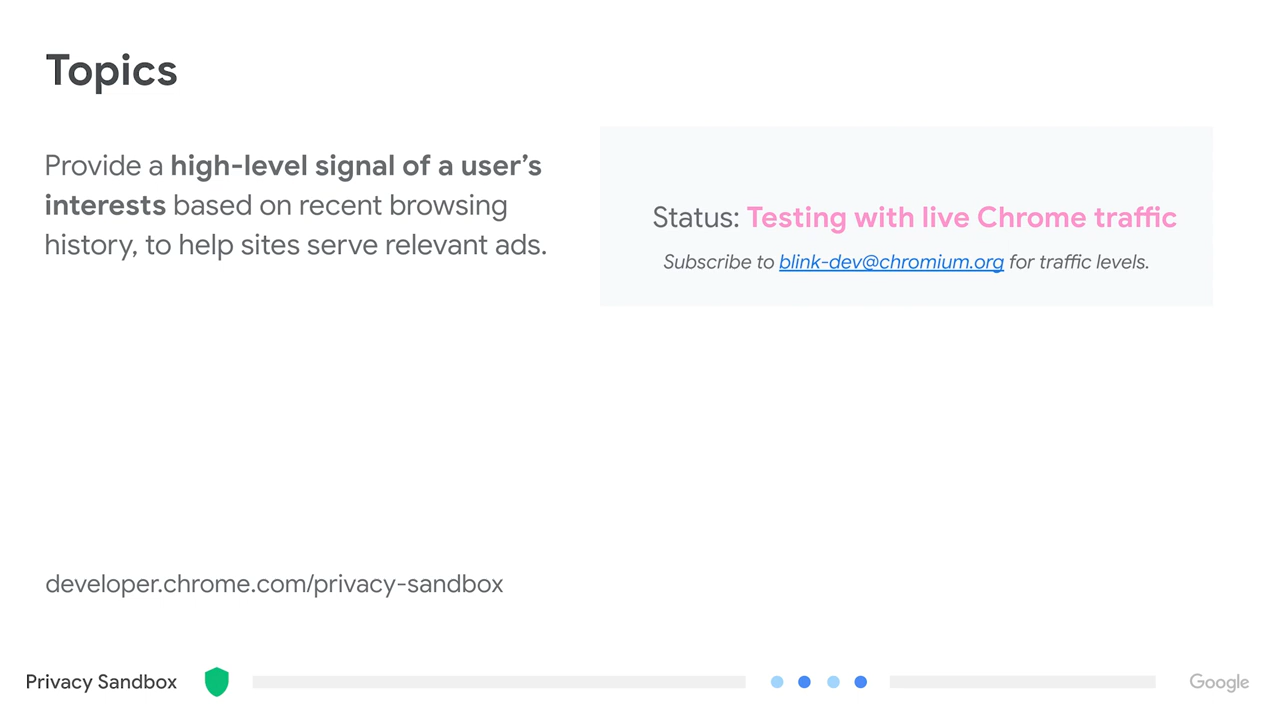 Topics
Provide a high-level signal of a user’s
interests based on recent browsing
history, to help sites serve relevant ads.
Status: Testing with live Chrome traffic
Subscribe to blink-dev@chromium.org for traffic levels.
developer.chrome.com/privacy-sandbox
Privacy Sandbox
Google